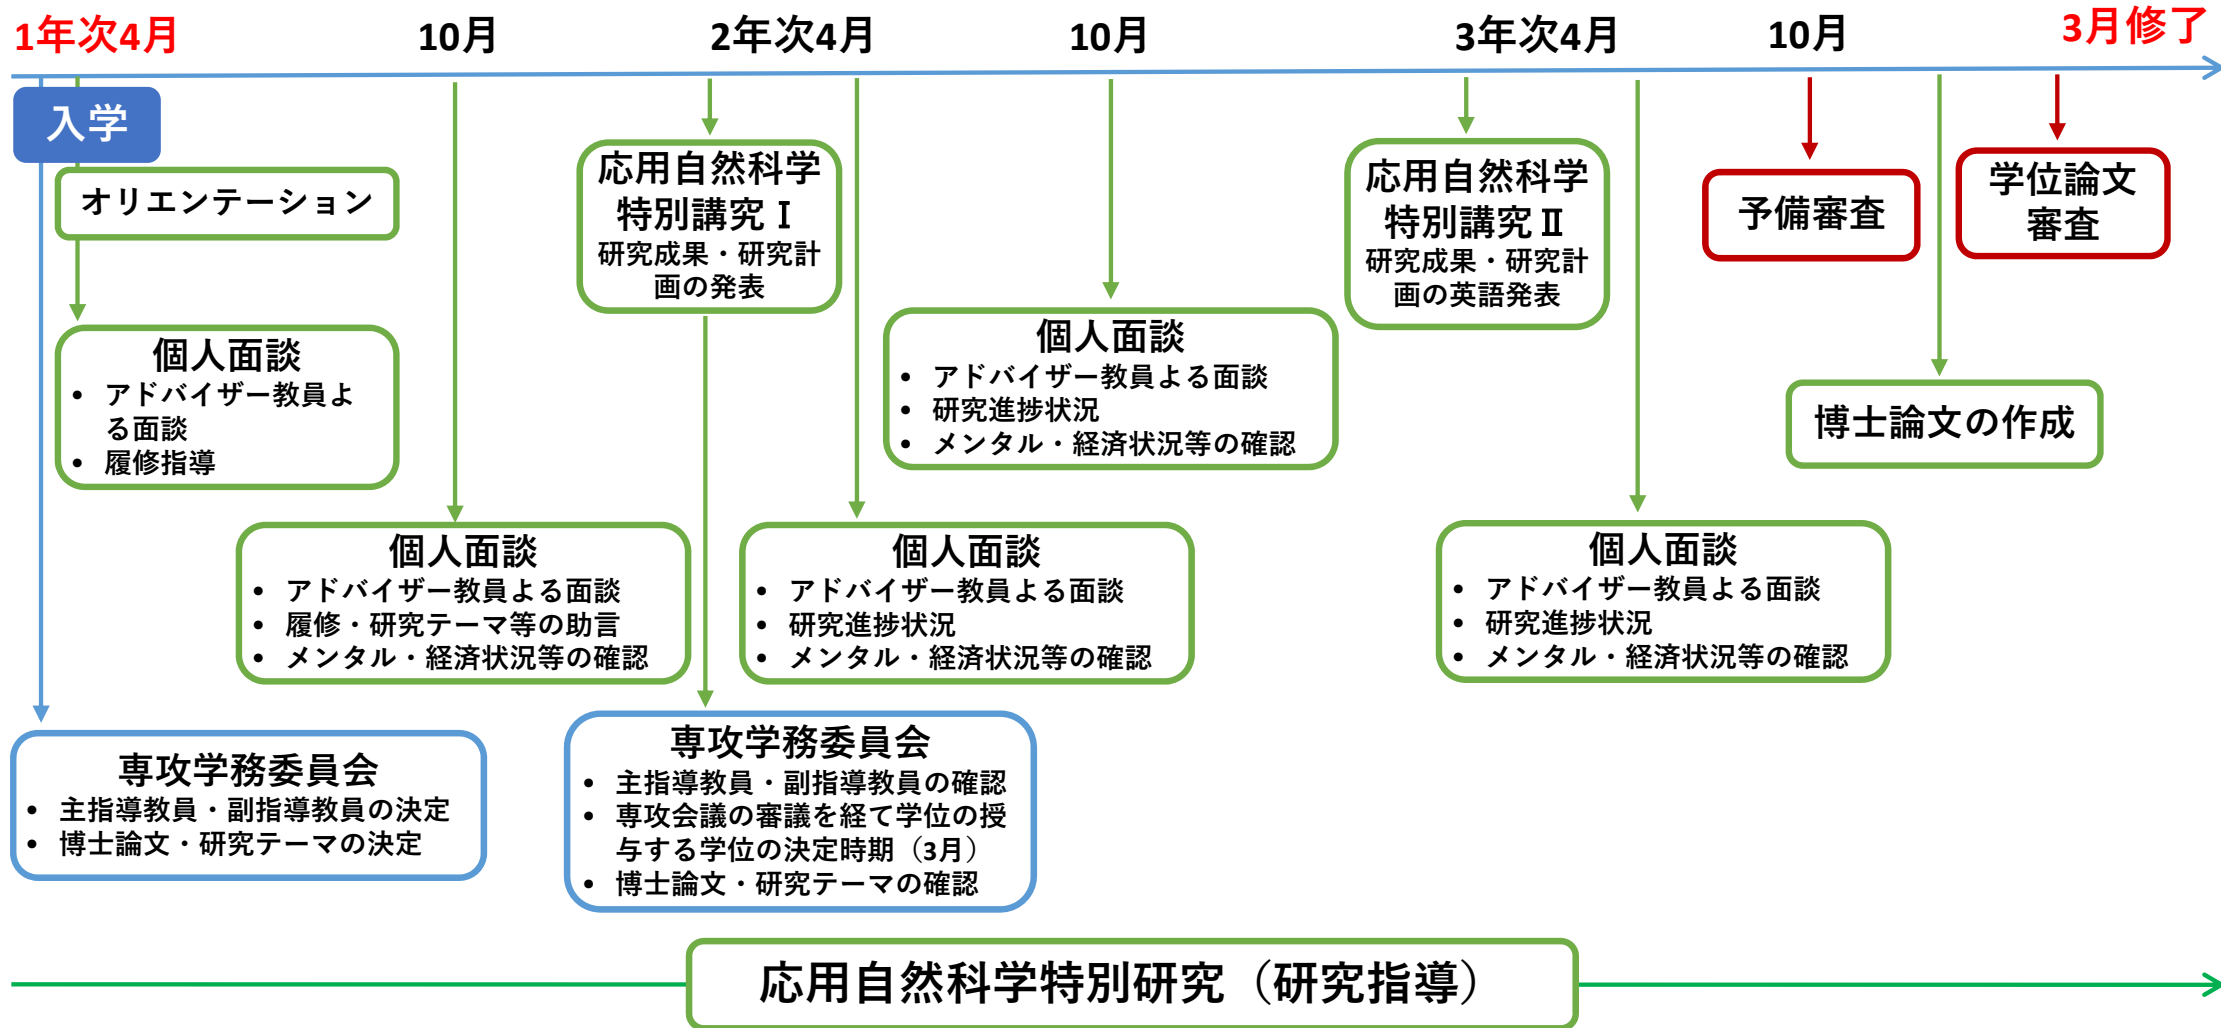 1年次4月
10月
2年次4月
10月
3年次4月
10月
3月修了
入学
オリエンテーション
個人面談
• アドバイザー教員よ
る面談
• 履修指導
個人面談
• アドバイザー教員よる面談
• 履修・研究テーマ等の助言
• メンタル・経済状況等の確認
専攻学務委員会
• 主指導教員・副指導教員の決定
• 博士論文・研究テーマの決定
応用自然科学
特別講究Ⅰ
研究成果・研究計
画の発表
個人面談
• アドバイザー教員よる面談
• 研究進捗状況
• メンタル・経済状況等の確認
専攻学務委員会
• 主指導教員・副指導教員の確認
• 専攻会議の審議を経て学位の授
与する学位の決定時期（3月）
• 博士論文・研究テーマの確認
個人面談
• アドバイザー教員よる面談
• 研究進捗状況
• メンタル・経済状況等の確認
応用自然科学
特別講究Ⅱ
研究成果・研究計
画の英語発表
個人面談
• アドバイザー教員よる面談
• 研究進捗状況
• メンタル・経済状況等の確認
予備審査
博士論文の作成
学位論文
審査
応用自然科学特別研究（研究指導）